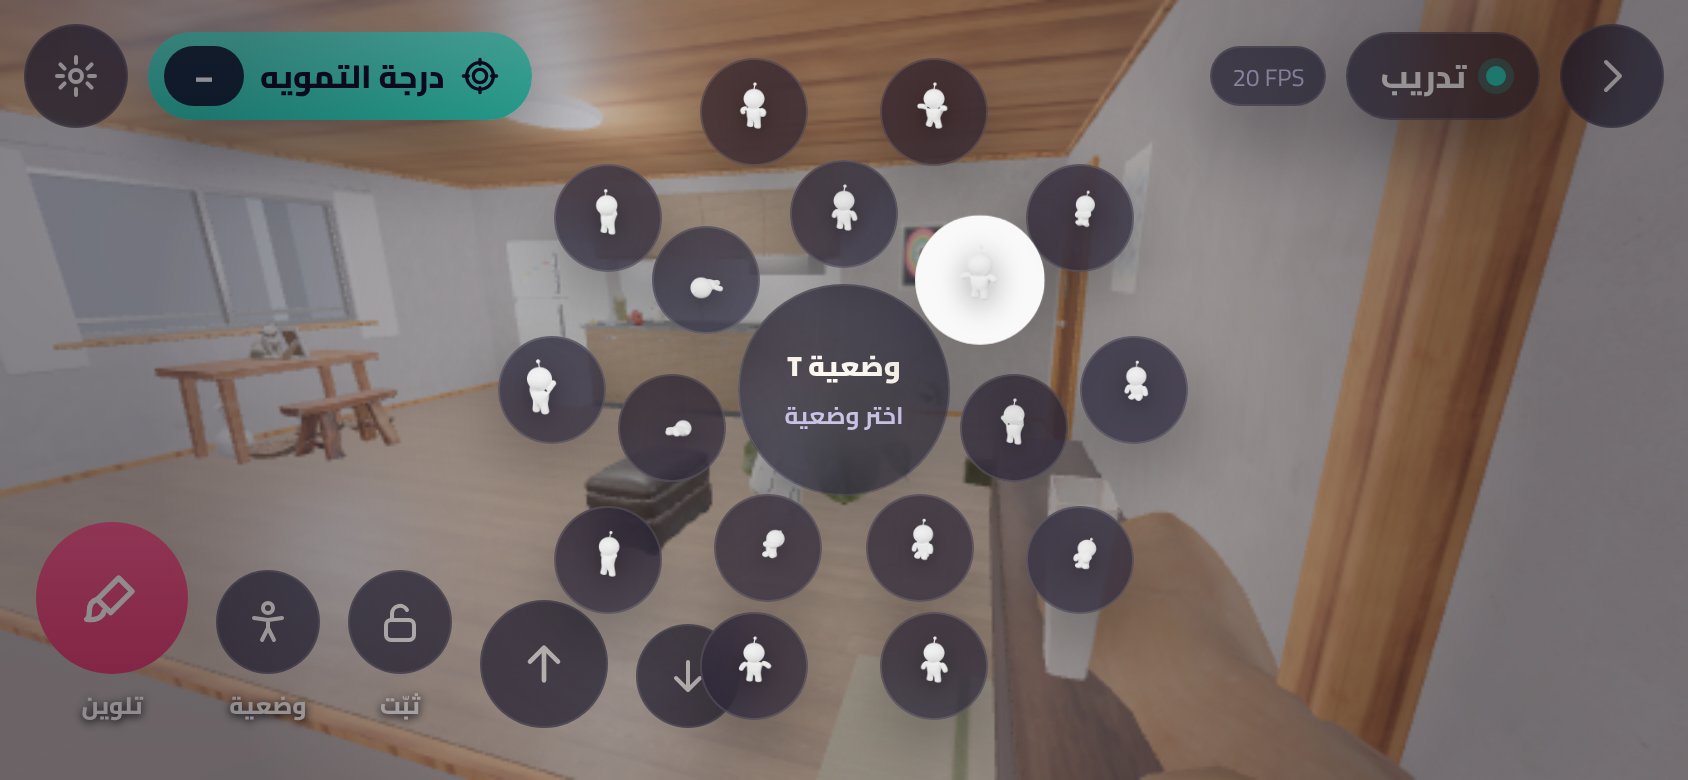 درجة التمويه
-
20 FPS
تدريب
وضعية T
اختر وضعية
تلوين
وضعية
ثبّت